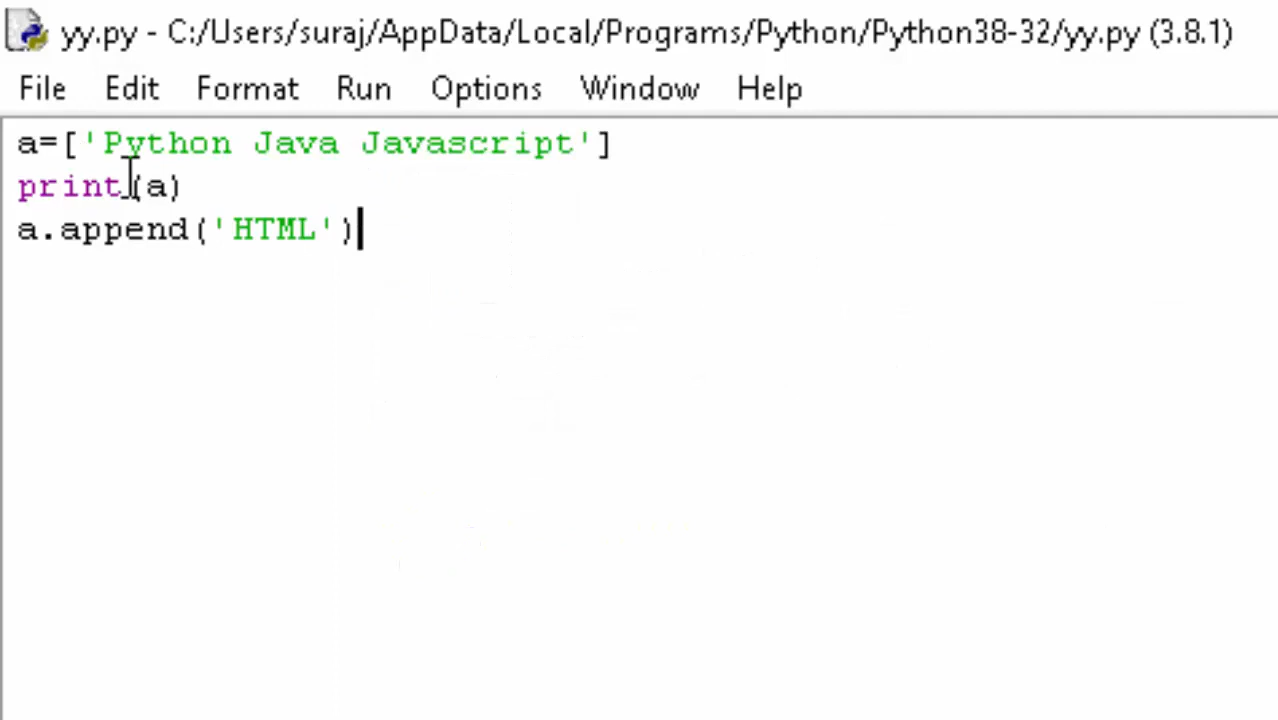 yy.py - C:/Users/suraj/AppData/Local/Programs/Python/Python38-32/yy.py (3.8.1)
File Edit Format Run Options Window Help
a=['Python Java Javascript']
print(a)
a.append('HTML')